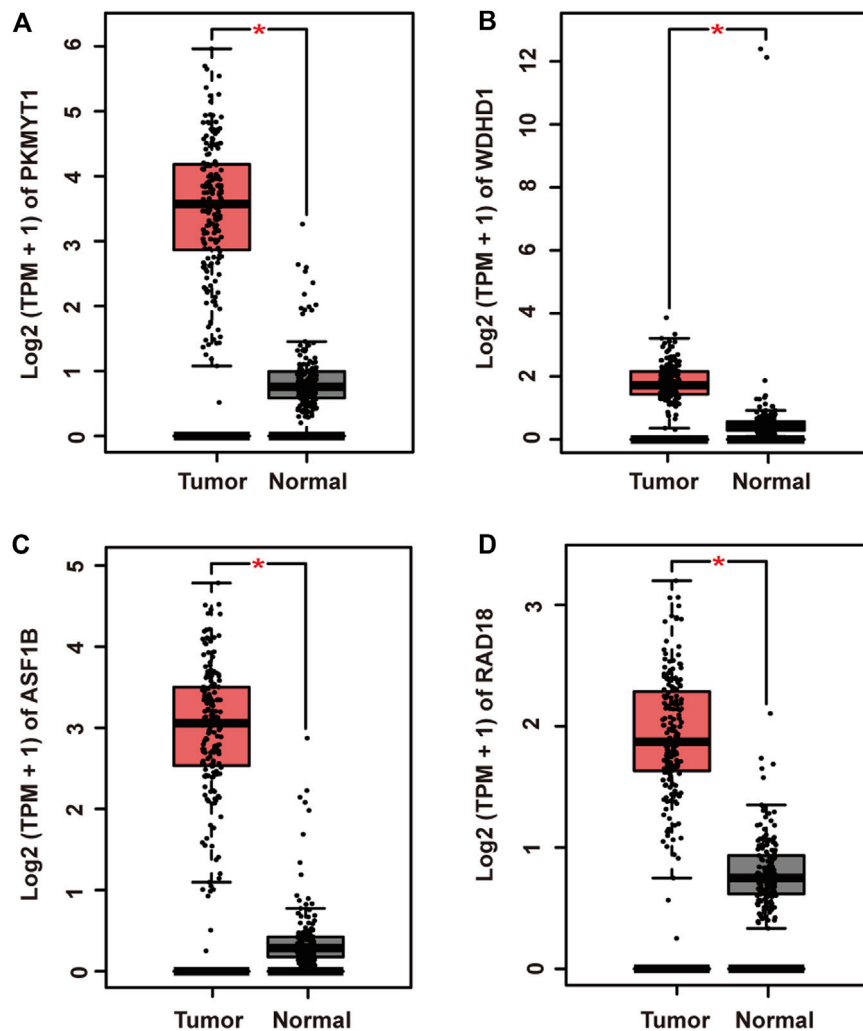 A
Log2 (TPM + 1) of PKMYT1
6
5
4
3
2
1
0
*
Tumor Normal
B
Log2 (TPM + 1) of WDHD1
12
10
8
6
4
2
0
*
Tumor Normal
C
Log2 (TPM + 1) of ASF1B
5
4
3
2
1
0
*
Tumor Normal
D
Log2 (TPM + 1) of RAD18
3
2
1
0
*
Tumor Normal